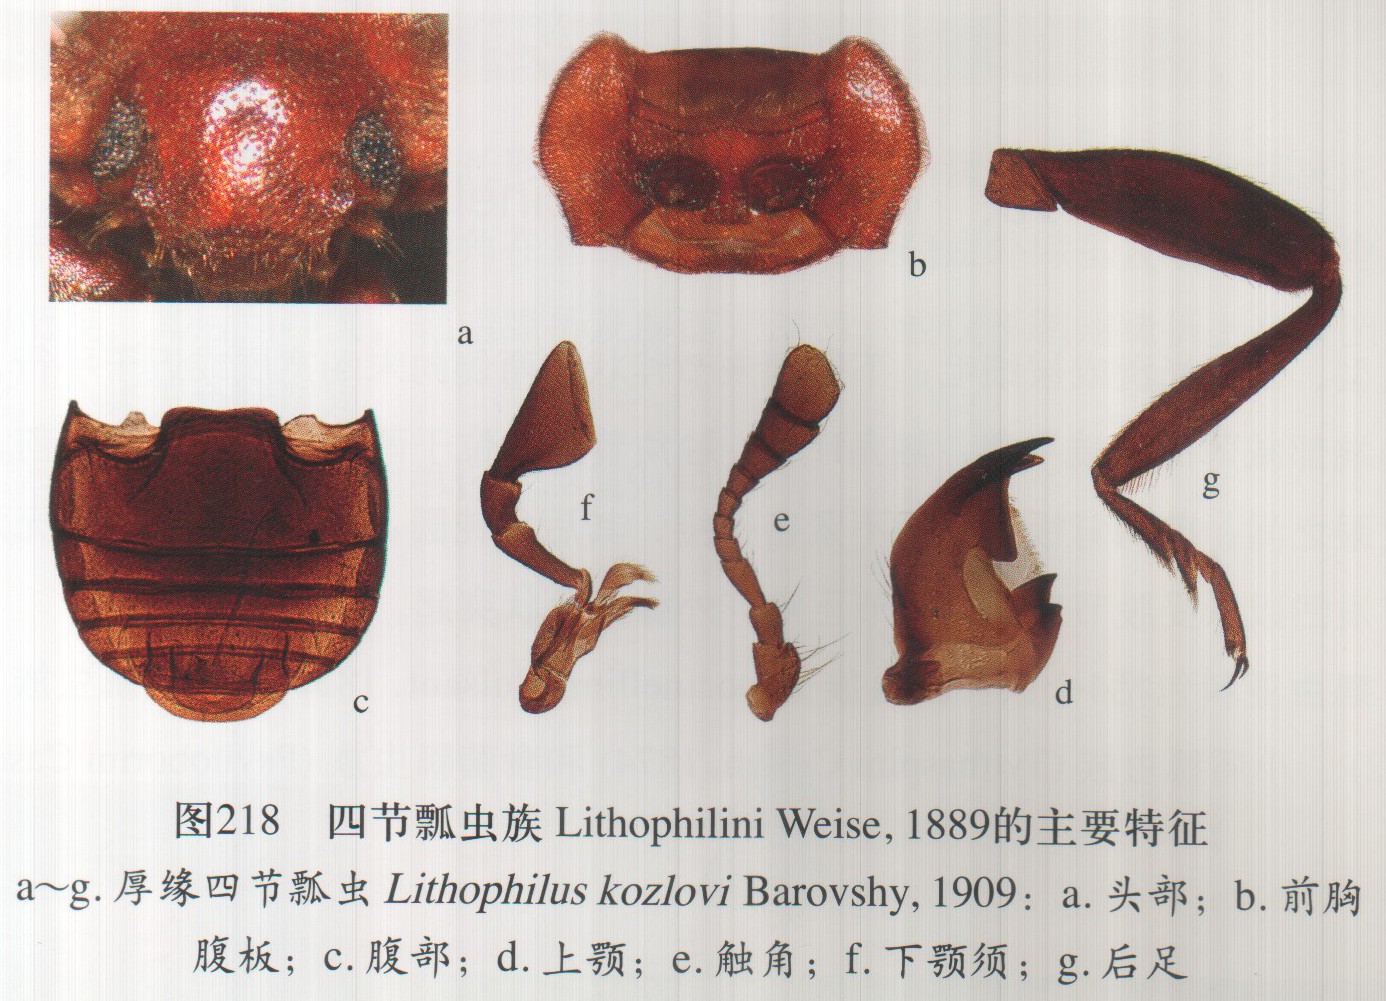 a
b
g
f
e
c
d
图218 四节瓢虫族 Lithophilini Weise, 1889的主要特征
a~g. 厚缘四节瓢虫 Lithophilus kozlovi Barovshy, 1909: a. 头部; b. 前胸
腹板; c. 腹部; d. 上颚; e. 触角; f. 下颚须; g. 后足